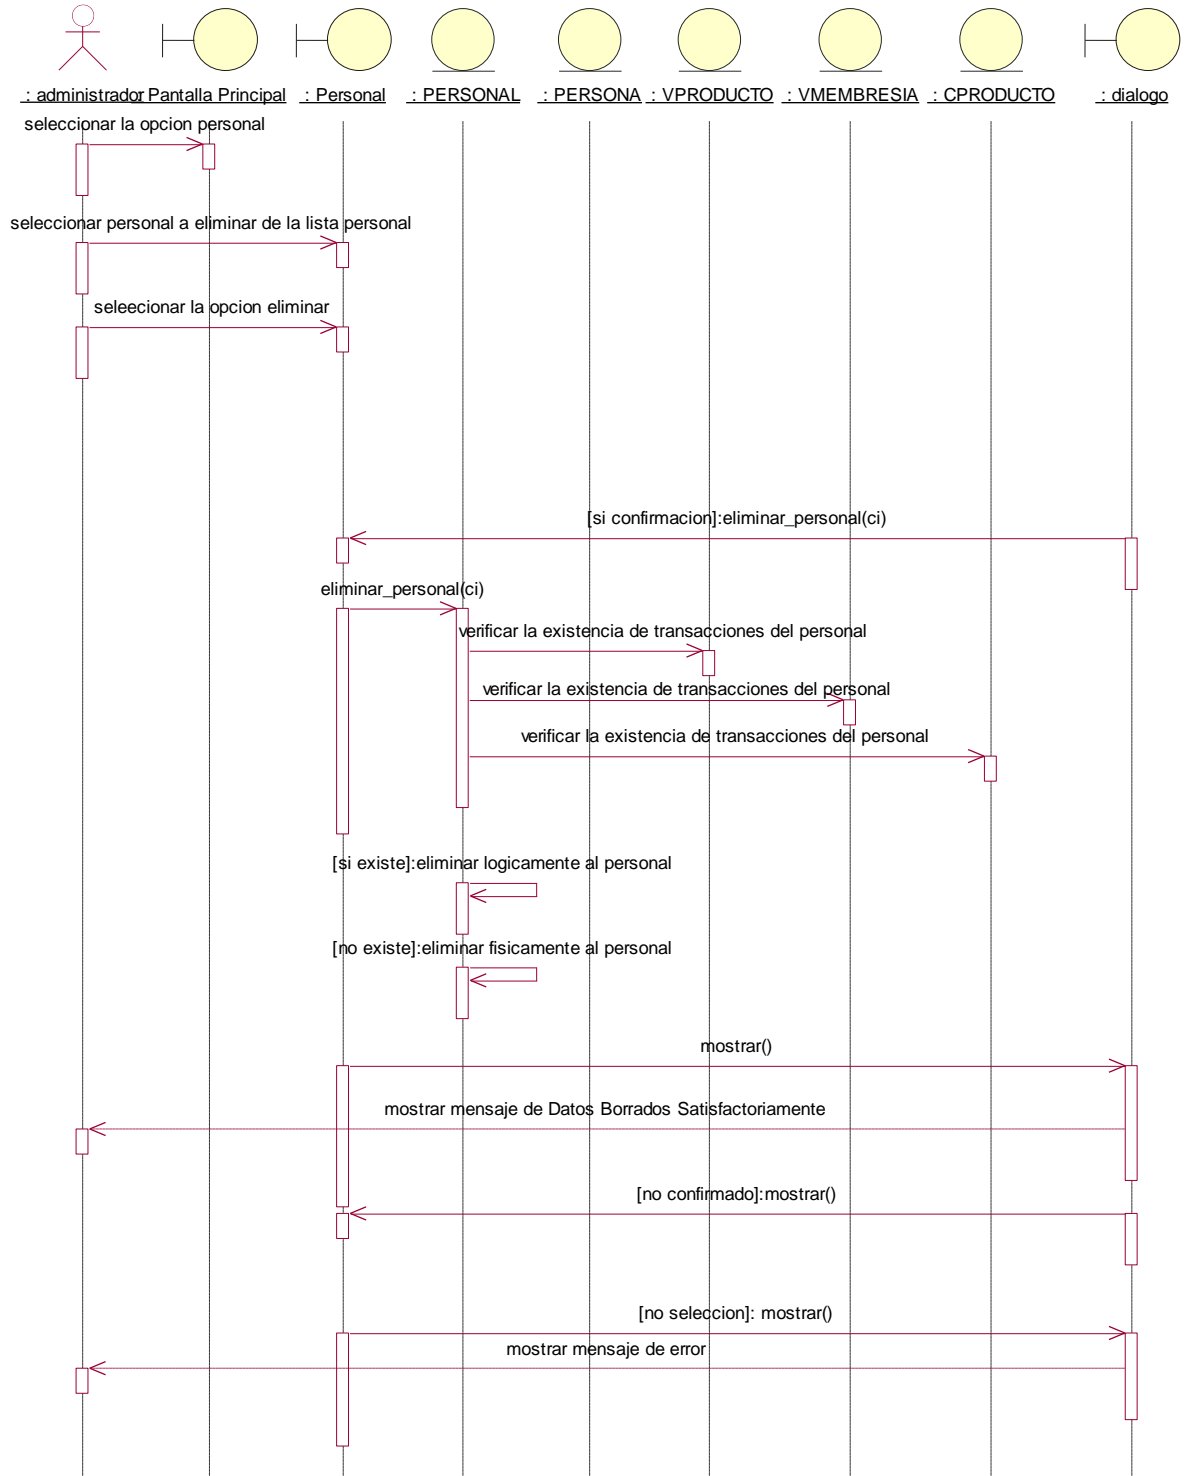 : administrador
: Pantalla Principal
: Personal
: PERSONAL
: PERSONA
: VPRODUCTO
: VMEMBRESIA
: CPRODUCTO
: dialogo
seleccionar la opcion personal
seleccionar personal a eliminar de la lista personal
seleecionar la opcion eliminar
[si confirmacion]:eliminar_personal(ci)
eliminar_personal(ci)
verificar la existencia de transacciones del personal
verificar la existencia de transacciones del personal
verificar la existencia de transacciones del personal
[si existe]:eliminar logicamente al personal
[no existe]:eliminar fisicamente al personal
mostrar()
mostrar mensaje de Datos Borrados Satisfactoriamente
[no confirmado]:mostrar()
[no seleccion]: mostrar()
mostrar mensaje de error